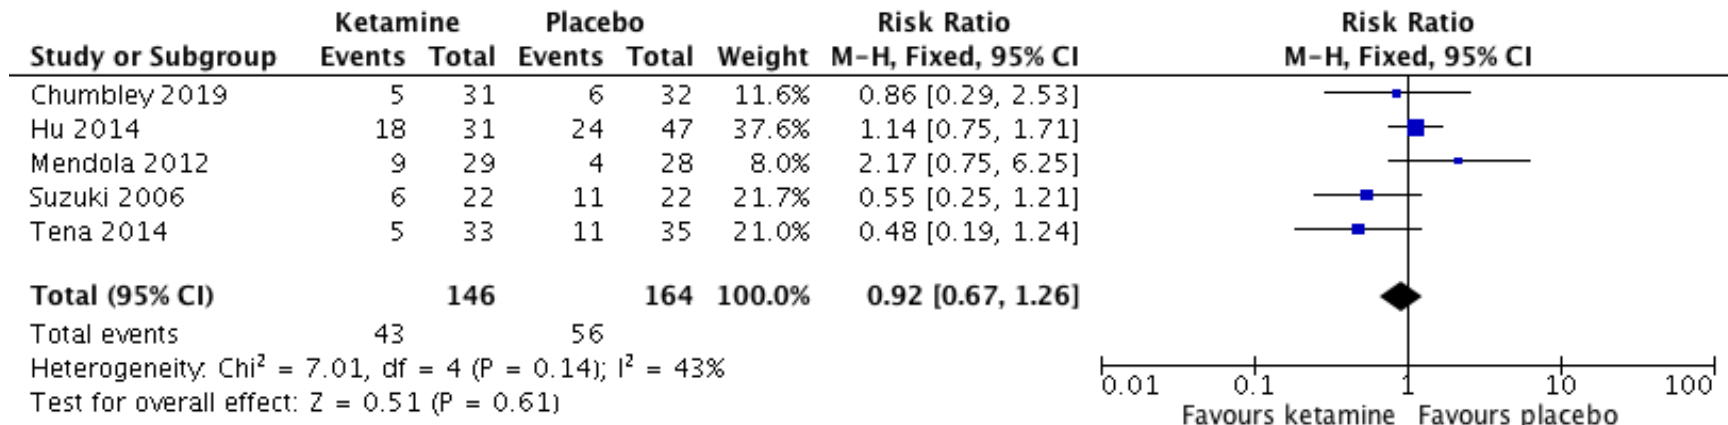 Ketamine Placebo Risk Ratio Risk Ratio
Study or Subgroup Events Total Events Total Weight M-H, Fixed, 95% CI M-H, Fixed, 95% CI
Chumbley 2019 5 31 6 32 11.6% 0.86 [0.29, 2.53]
Hu 2014 18 31 24 47 37.6% 1.14 [0.75, 1.71]
Mendola 2012 9 29 4 28 8.0% 2.17 [0.75, 6.25]
Suzuki 2006 6 22 11 22 21.7% 0.55 [0.25, 1.21]
Tena 2014 5 33 11 35 21.0% 0.48 [0.19, 1.24]
Total (95% CI) 146 164 100.0% 0.92 [0.67, 1.26]
Total events 43 56
Heterogeneity: Chi² = 7.01, df = 4 (P = 0.14); I² = 43%
Test for overall effect: Z = 0.51 (P = 0.61)
0.01 0.1 1 10 100
Favours ketamine Favours placebo